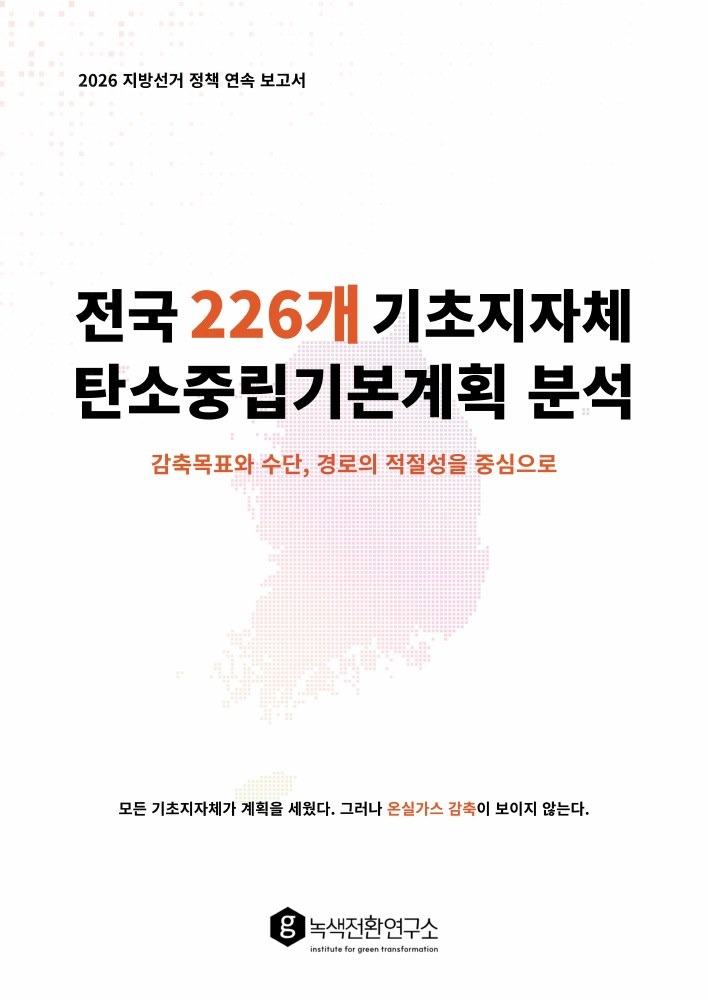 2026 지방선거 정책 연속 보고서
전국 226개 기초지자체
탄소중립기본계획 분석
감축목표와 수단, 경로의 적절성을 중심으로
모든 기초지자체가 계획을 세웠다. 그러나 온실가스 감축이 보이지 않는다.
g 녹색전환연구소
institute for green transformation